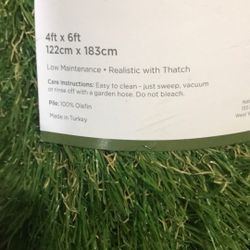 4ft x 6ft
122cm x 183cm
Low Maintenance • Realistic with Thatch
Care Instructions: Easy to clean – just sweep, vacuum
or rinse off with a garden hose. Do not bleach.
Pile: 100% Olefin
Made in Turkey